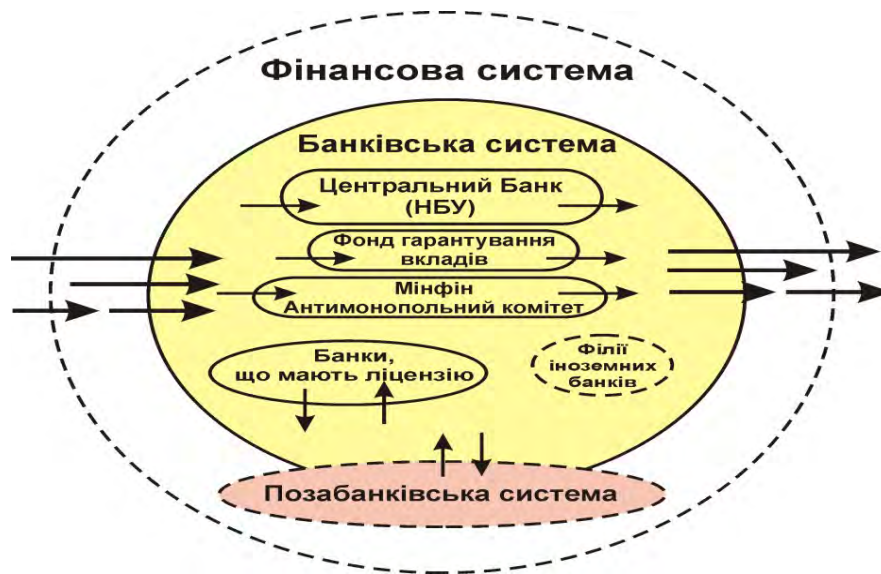 Фінансова система
Банківська система
Центральний Банк
(НБУ)
Фонд гарантування
вкладів
Мінфін
Антимонопольний комітет
Банки,
що мають ліцензію
Філії
іноземних
банків
Позабанківська система